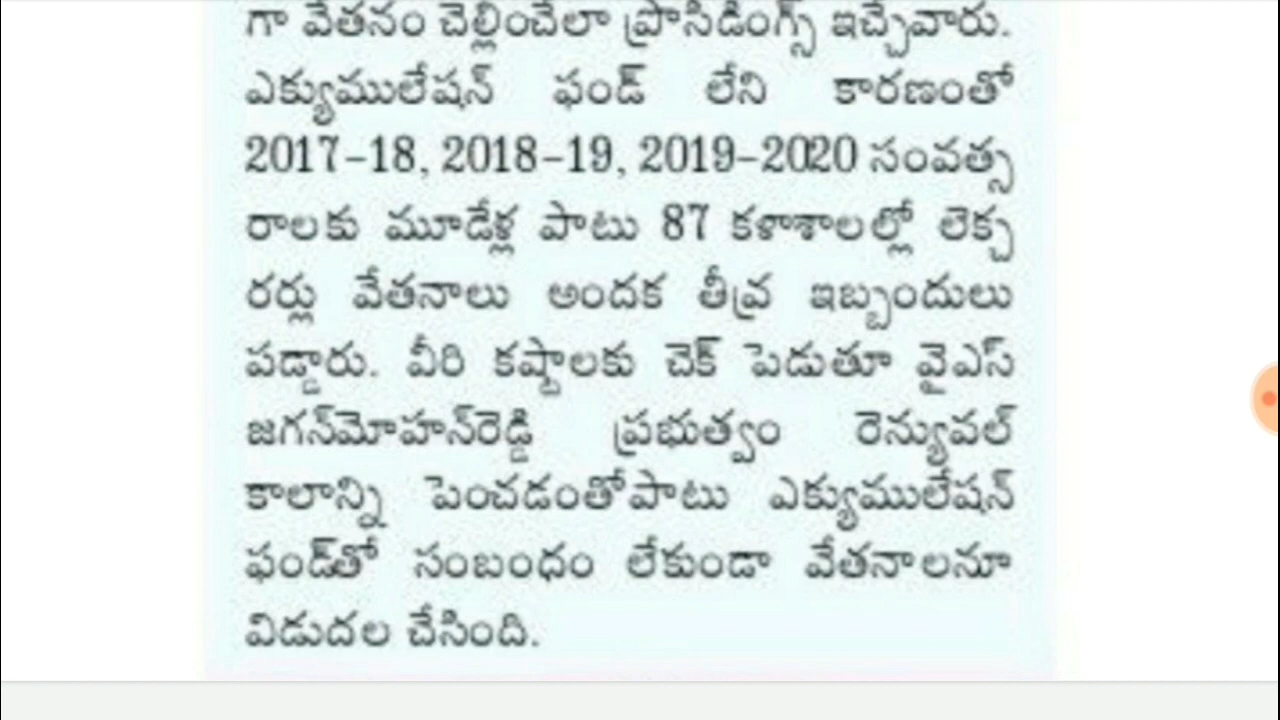 గా వేతనం చెల్లించేలా ప్రొసిడింగ్స్ ఇచ్చేవారు.
ఎక్యుములేషన్ ఫండ్ లేని కారణంతో
2017-18, 2018-19, 2019-2020 సంవత్స
రాలకు మూడేళ్ల పాటు 87 కళాశాలల్లో లెక్చ
రర్లు వేతనాలు అందక తీవ్ర ఇబ్బందులు
పడ్డారు. వీరి కష్టాలకు చెక్ పెడుతూ వైఎస్
జగన్‌మోహన్‌రెడ్డి ప్రభుత్వం రెన్యువల్
కాలాన్ని పెంచడంతోపాటు ఎక్యుములేషన్
ఫండ్‌తో సంబంధం లేకుండా వేతనాలనూ
విడుదల చేసింది.